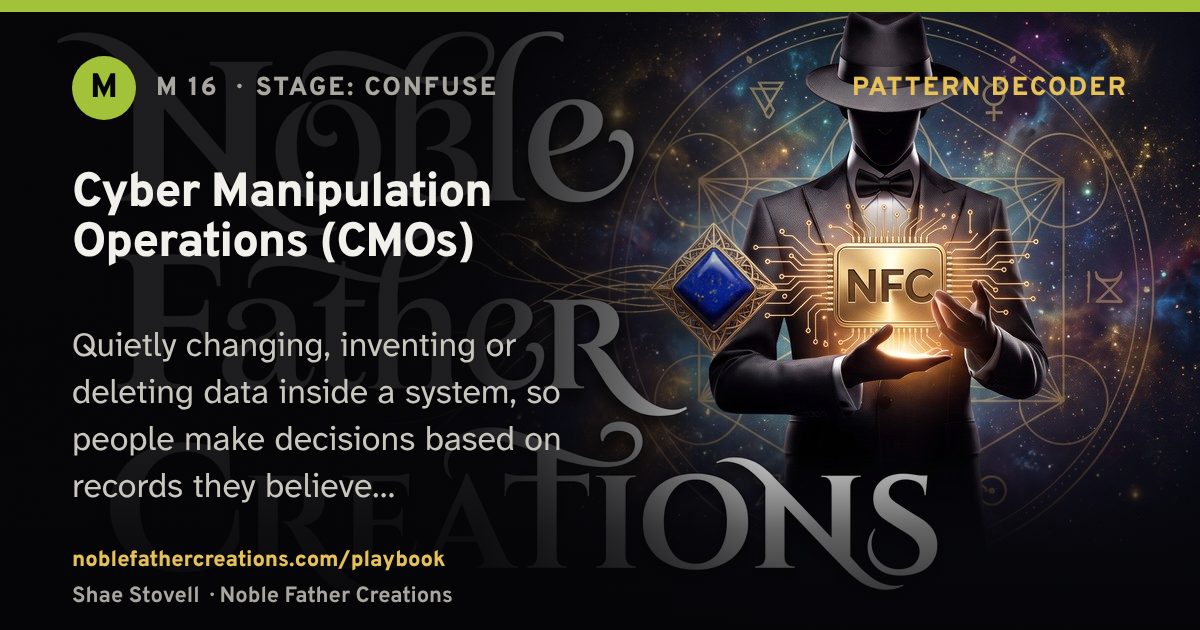 M
M 16 · STAGE: CONFUSE
PATTERN DECODER
Cyber Manipulation
Operations (CMOs)
Quietly changing, inventing or
deleting data inside a system, so
people make decisions based on
records they believe...
noblefathercreations.com/playbook
Shae Stovell · Noble Father Creations
NFC
Noble
Father
Creations